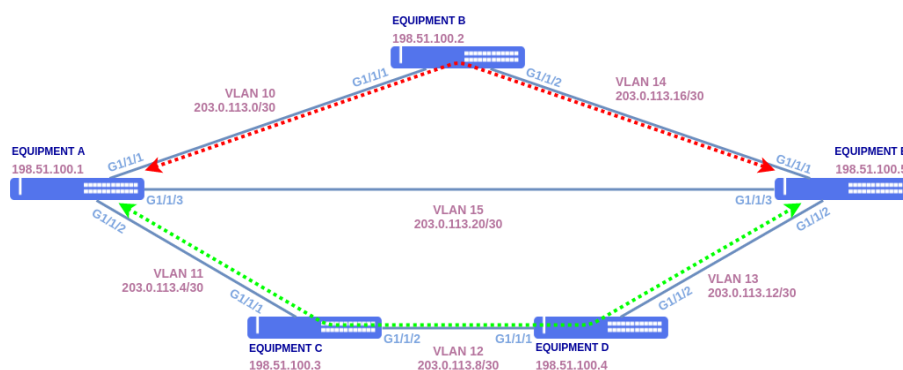 EQUIPMENT B
198.51.100.2
G1/1/1
G1/1/2
VLAN 10
203.0.113.0/30
VLAN 14
203.0.113.16/30
EQUIPMENT A
198.51.100.1
G1/1/1
G1/1/1
EQUIPMENT E
198.51.100.5
G1/1/3
G1/1/3
VLAN 15
203.0.113.20/30
G1/1/2
G1/1/2
VLAN 11
203.0.113.4/30
VLAN 13
203.0.113.12/30
G1/1/1
G1/1/2
G1/1/2
G1/1/1
EQUIPMENT C
198.51.100.3
VLAN 12
203.0.113.8/30
EQUIPMENT D
198.51.100.4